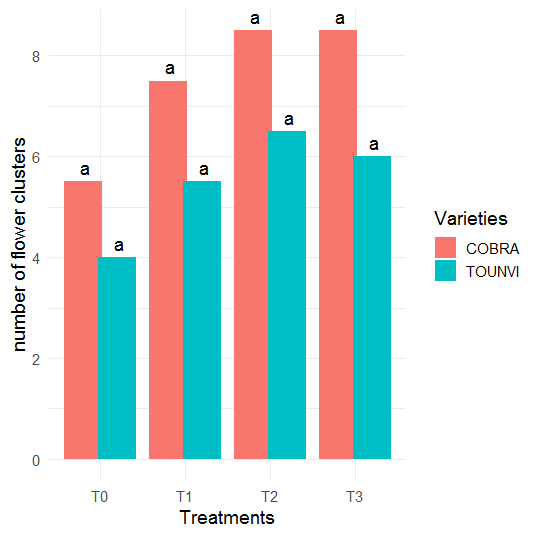 number of flower clusters
8
6
4
2
0
a
a
a
a
a
a
a
a
T0
T1
T2
T3
Treatments
Varieties
COBRA
TOUNVI